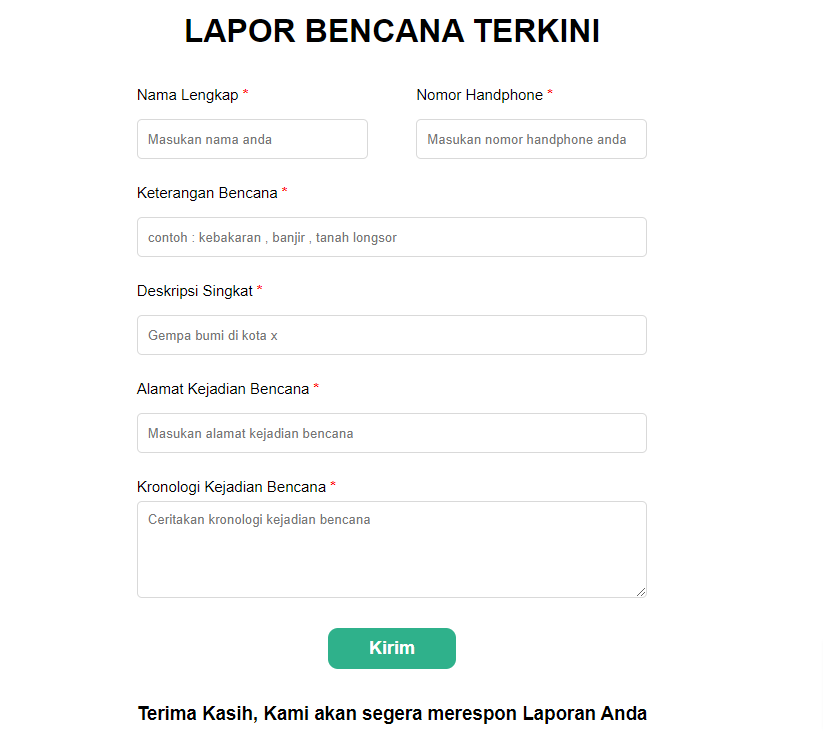 LAPOR BENCANA TERKINI
Nama Lengkap *
Nomor Handphone *
Masukan nama anda
Masukan nomor handphone anda
Keterangan Bencana *
contoh : kebakaran , banjir , tanah longsor
Deskripsi Singkat *
Gempa bumi di kota x
Alamat Kejadian Bencana *
Masukan alamat kejadian bencana
Kronologi Kejadian Bencana *
Ceritakan kronologi kejadian bencana
Kirim
Terima Kasih, Kami akan segera merespon Laporan Anda